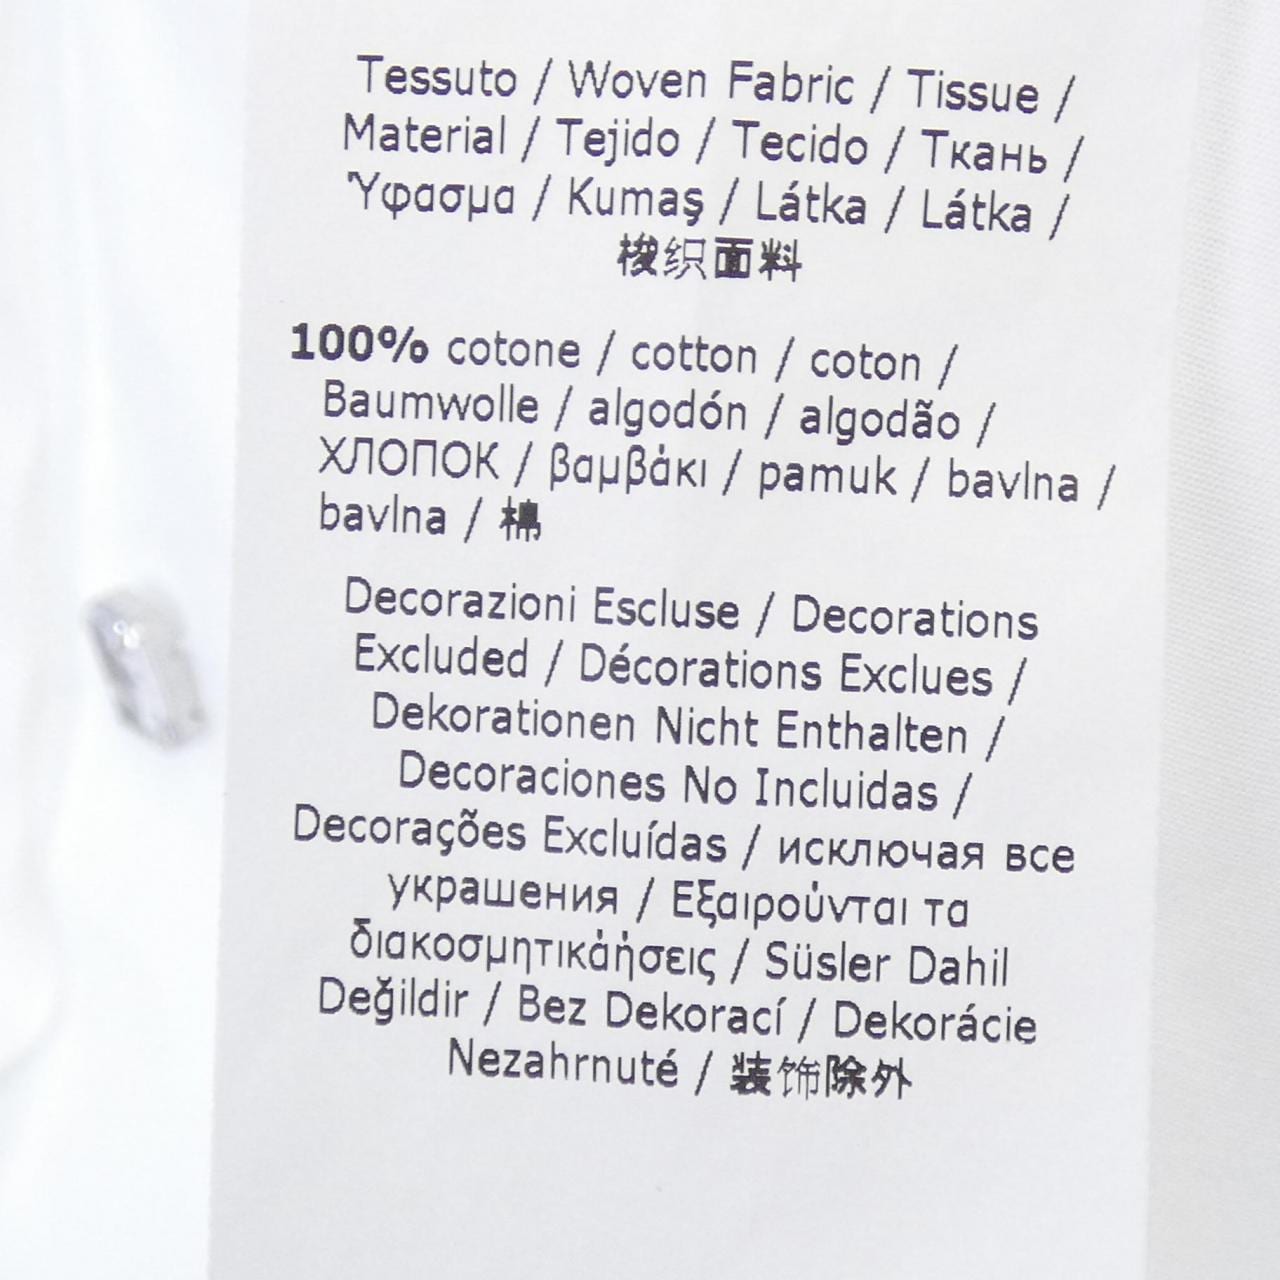 Tessuto / Woven Fabric / Tissue /
Material / Tejido / Tecido / Ткань /
Ύφασμα / Kumaş / Látka / Látka /
梭织面料
100% cotone / cotton / coton /
Baumwolle / algodón / algodão /
ХЛОПОК / βαμβάκι / pamuk / bavlna /
bavlna / 棉
Decorazioni Escluse / Decorations
Excluded / Décorations Exclues /
Dekorationen Nicht Enthalten /
Decoraciones No Incluidas /
Decorações Excluídas / исключая все
украшения / Εξαιρούνται τα
διακοσμητικάήσεις / Süsler Dahil
Değildir / Bez Dekorací / Dekorácie
Nezahrnuté / 装饰除外